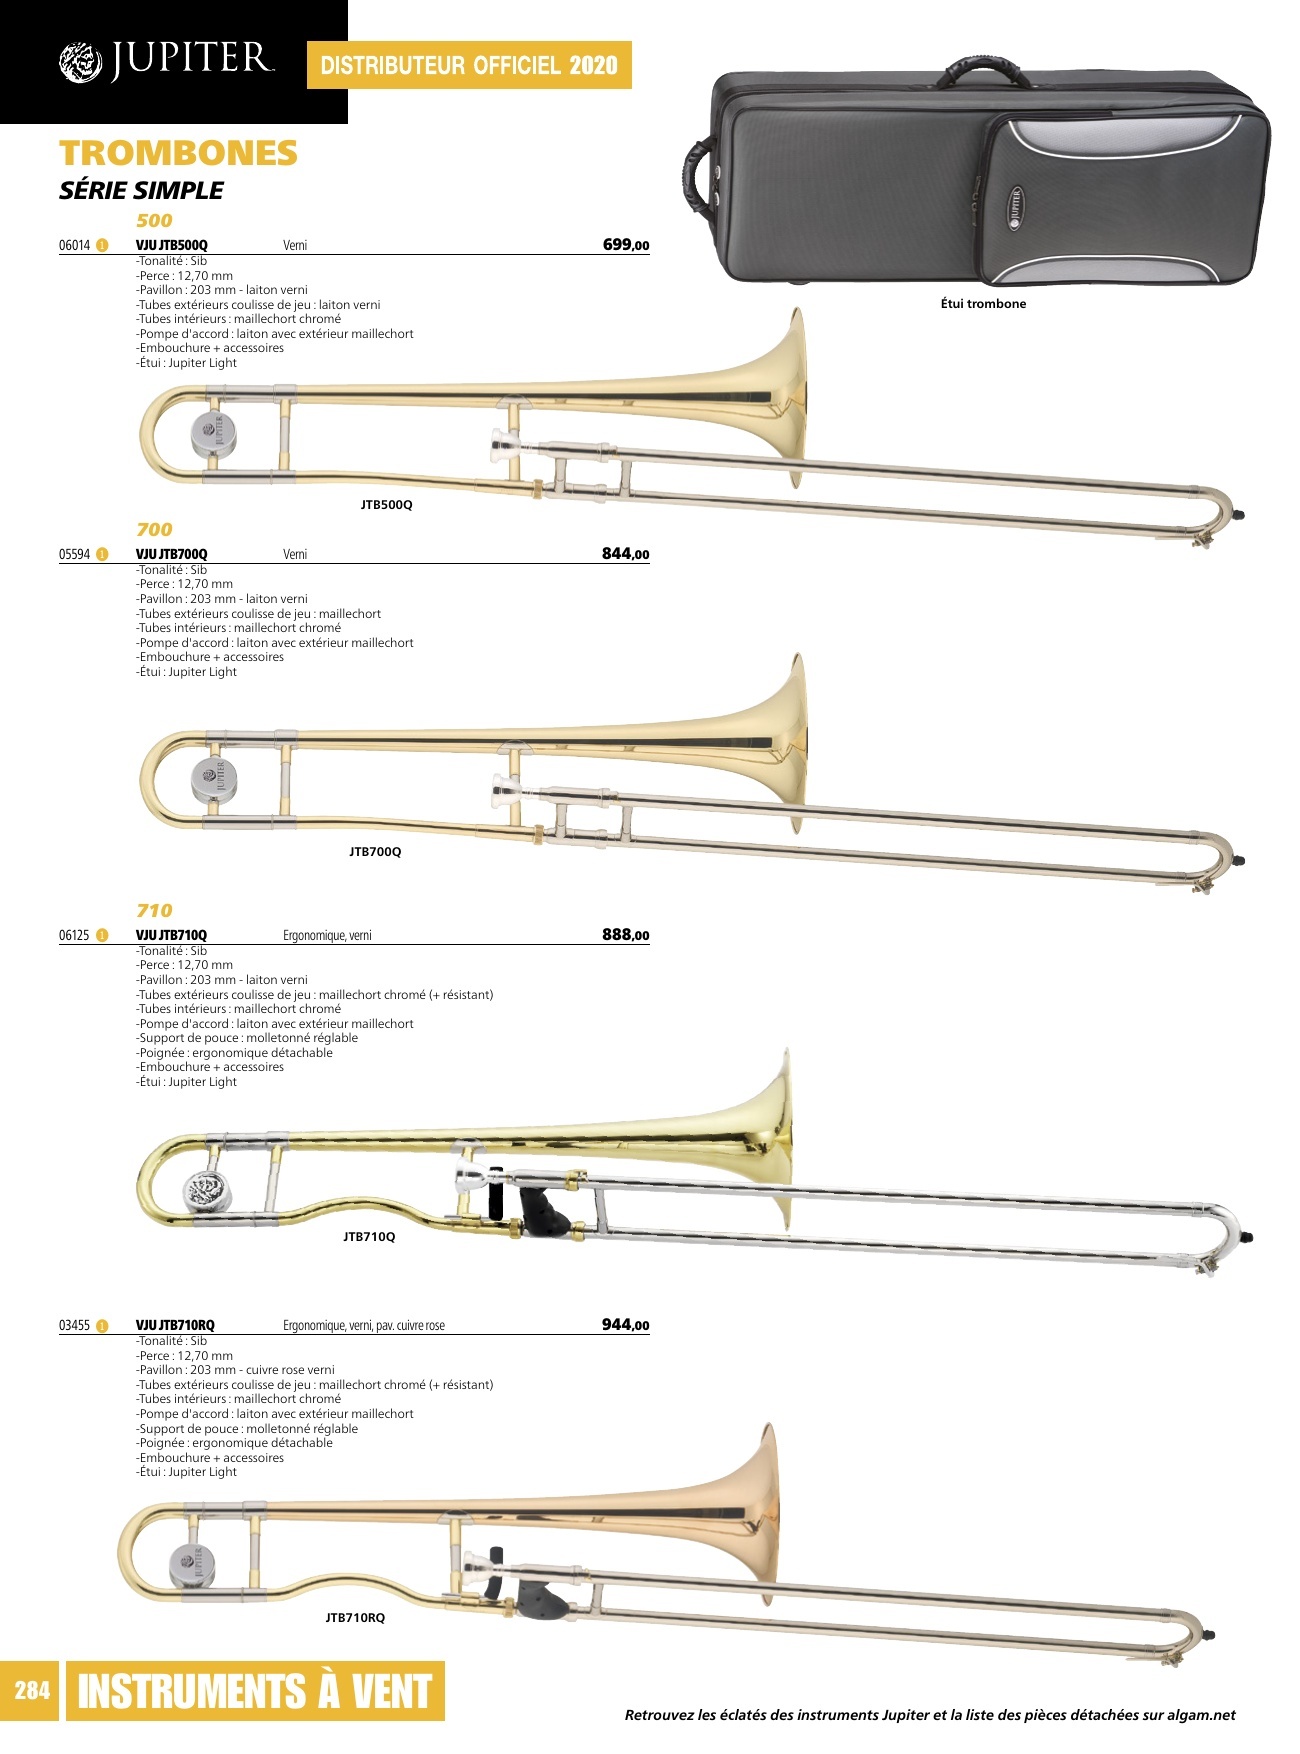 JUPITER
DISTRIBUTEUR OFFICIEL 2020
TROMBONES
SÉRIE SIMPLE
500
06014 1 VJU JTB500Q Verni 699,00
-Tonalité : Sib
-Perce : 12,70 mm
-Pavillon : 203 mm - laiton verni
-Tubes extérieurs coulisse de jeu : laiton verni
-Tubes intérieurs : maillechort chromé
-Pompe d'accord : laiton avec extérieur maillechort
-Embouchure + accessoires
-Étui : Jupiter Light
JUPITER
Étui trombone
JUPITER
JTB500Q
700
05594 1 VJU JTB700Q Verni 844,00
-Tonalité : Sib
-Perce : 12,70 mm
-Pavillon : 203 mm - laiton verni
-Tubes extérieurs coulisse de jeu : maillechort
-Tubes intérieurs : maillechort chromé
-Pompe d'accord : laiton avec extérieur maillechort
-Embouchure + accessoires
-Étui : Jupiter Light
JUPITER
JTB700Q
710
06125 1 VJU JTB710Q Ergonomique, verni 888,00
-Tonalité : Sib
-Perce : 12,70 mm
-Pavillon : 203 mm - laiton verni
-Tubes extérieurs coulisse de jeu : maillechort chromé (+ résistant)
-Tubes intérieurs : maillechort chromé
-Pompe d'accord : laiton avec extérieur maillechort
-Support de pouce : molletonné réglable
-Poignée : ergonomique détachable
-Embouchure + accessoires
-Étui : Jupiter Light
JTB710Q
03455 1 VJU JTB710RQ Ergonomique, verni, pav. cuivre rose 944,00
-Tonalité : Sib
-Perce : 12,70 mm
-Pavillon : 203 mm - cuivre rose verni
-Tubes extérieurs coulisse de jeu : maillechort chromé (+ résistant)
-Tubes intérieurs : maillechort chromé
-Pompe d'accord : laiton avec extérieur maillechort
-Support de pouce : molletonné réglable
-Poignée : ergonomique détachable
-Embouchure + accessoires
-Étui : Jupiter Light
JUPITER
JTB710RQ
284 INSTRUMENTS À VENT
Retrouvez les éclatés des instruments Jupiter et la liste des pièces détachées sur algam.net